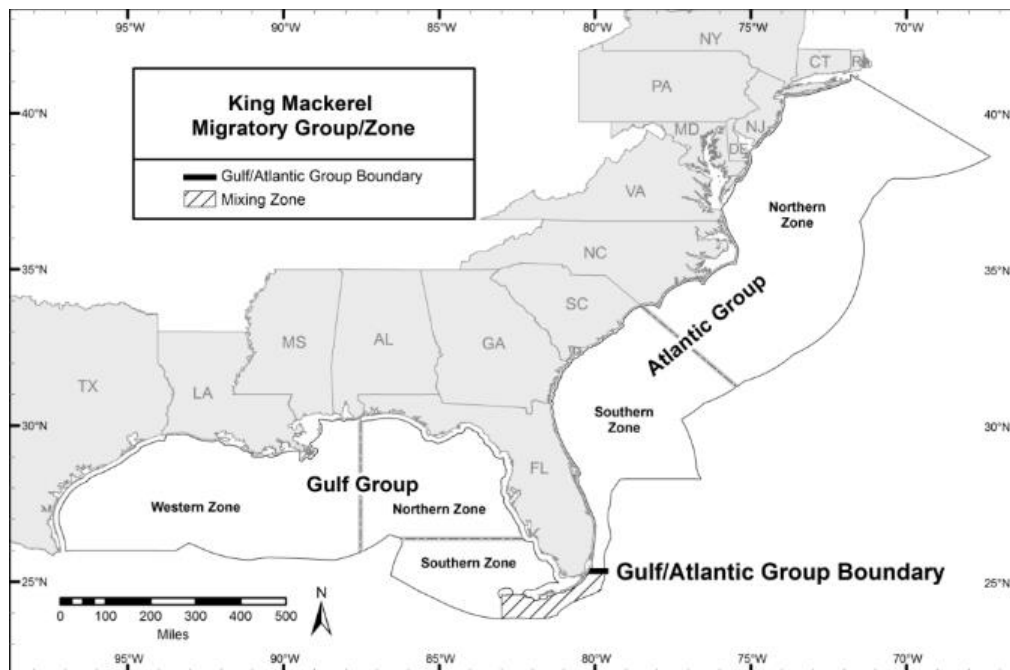 95°W 90°W 85°W 80°W 75°W 70°W
King Mackerel
Migratory Group/Zone
Gulf/Atlantic Group Boundary
Mixing Zone
40°N
35°N
30°N
25°N
40°N
35°N
30°N
25°N
NY
CT
RI
PA
NJ
MD
DE
VA
NC
SC
TX
LA
MS
AL
GA
FL
Northern
Zone
Atlantic Group
Southern
Zone
Gulf Group
Western Zone
Northern Zone
Southern Zone
Gulf/Atlantic Group Boundary
0 100 200 300 400 500
Miles
N
95°W 90°W 85°W 80°W 75°W 70°W